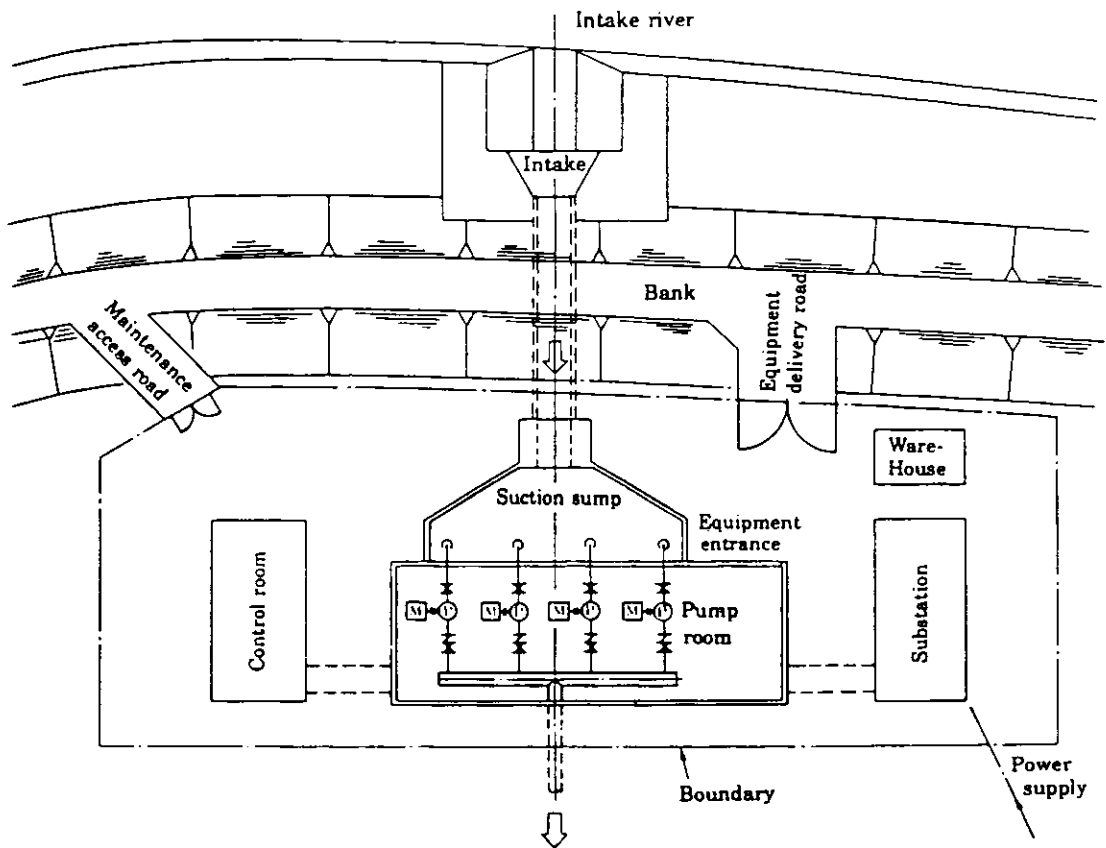 Intake river
Intake
Bank
Equipment
delivery road
Maintenance
access road
Ware-
House
Suction sump
Equipment
entrance
Control room
M P M P M P M P
Pump
room
Substation
Power
supply
Boundary